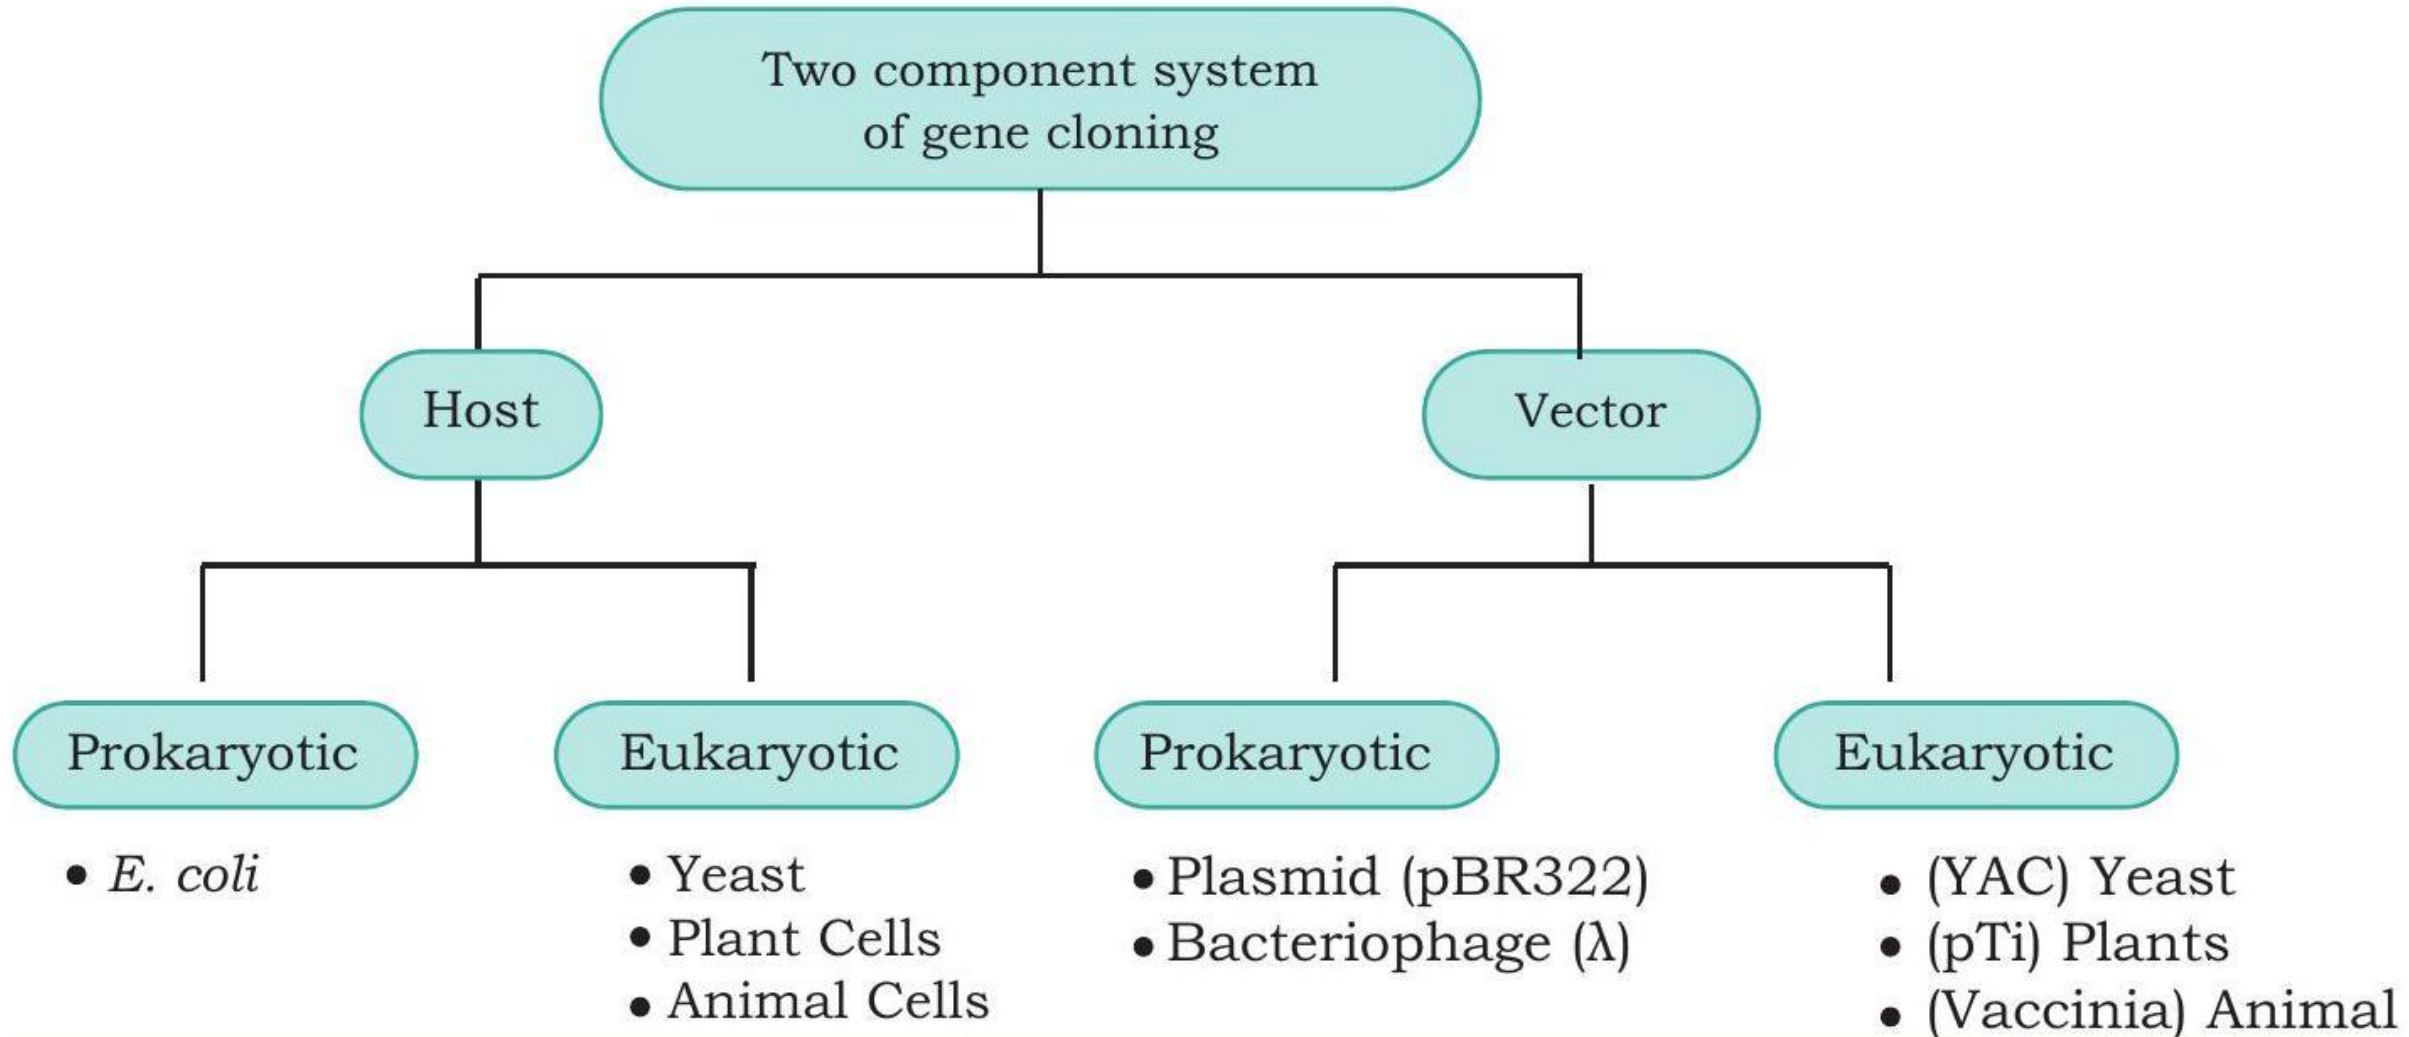 Two component system
of gene cloning
Host
Vector
Prokaryotic
Eukaryotic
Prokaryotic
Eukaryotic
• E. coli
• Yeast
• Plant Cells
• Animal Cells
• Plasmid (pBR322)
• Bacteriophage (λ)
• (YAC) Yeast
• (pTi) Plants
• (Vaccinia) Animal